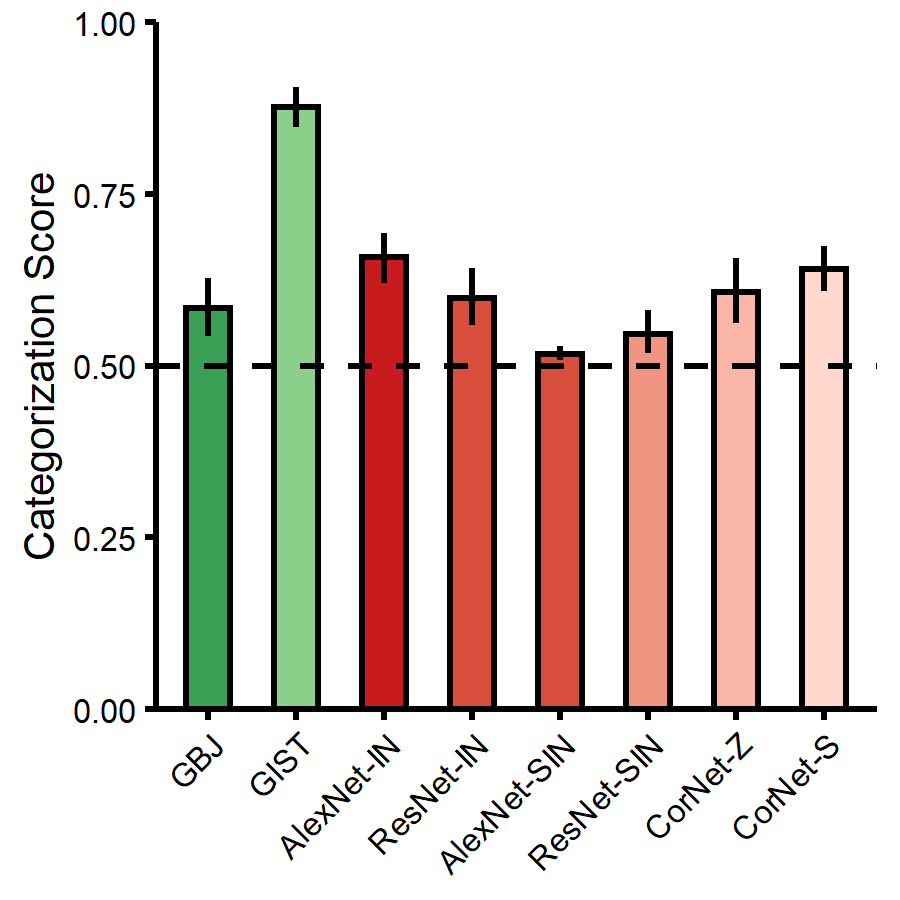 Categorization Score
1.00
0.75
0.50
0.25
0.00
GBJ
GIST
AlexNet-IN
ResNet-IN
AlexNet-SIN
ResNet-SIN
CorNet-Z
CorNet-S